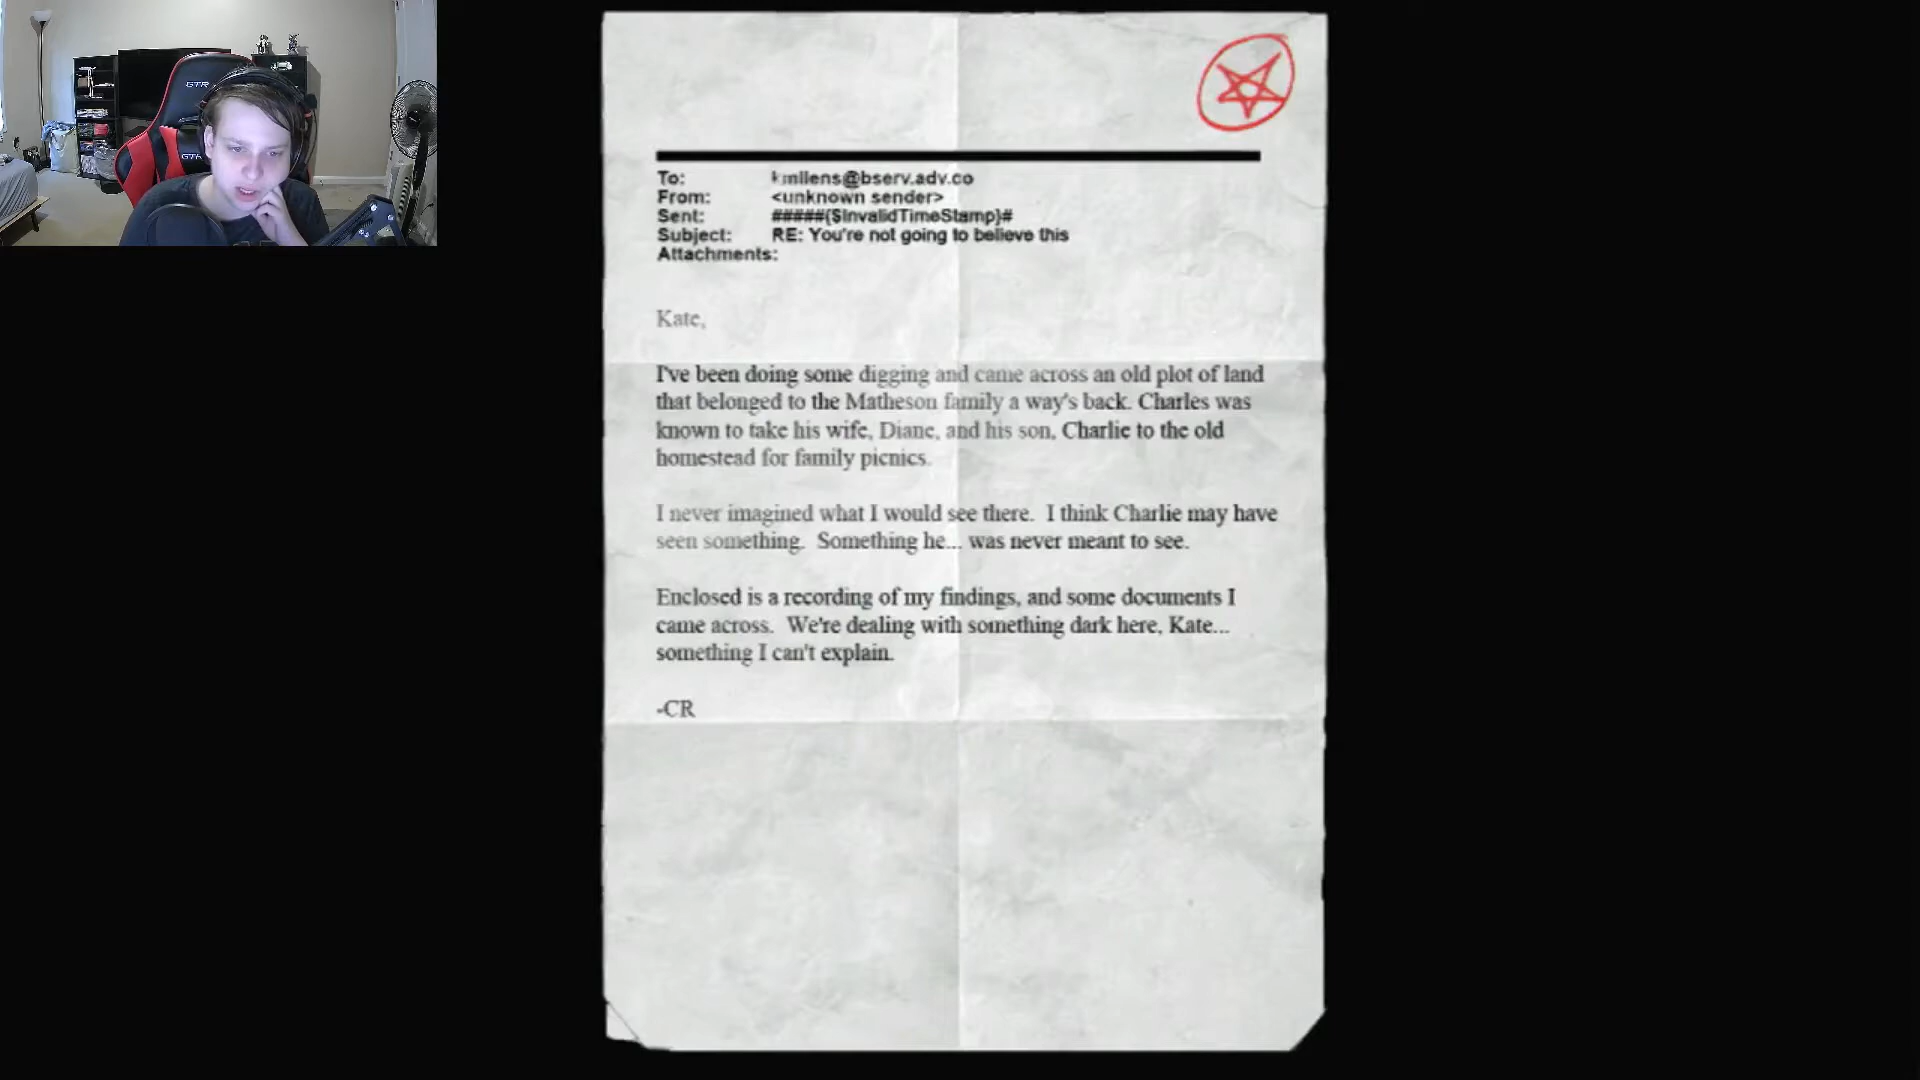 GTR
GTR
To: kmllens@bserv.adv.co
From: <unknown sender>
Sent: #####{$InvalidTimeStamp}#
Subject: RE: You're not going to believe this
Attachments:
Kate,
I've been doing some digging and came across an old plot of land
that belonged to the Matheson family a way's back. Charles was
known to take his wife, Diane, and his son, Charlie to the old
homestead for family picnics.
I never imagined what I would see there. I think Charlie may have
seen something. Something he... was never meant to see.
Enclosed is a recording of my findings, and some documents I
came across. We're dealing with something dark here, Kate...
something I can't explain.
-CR